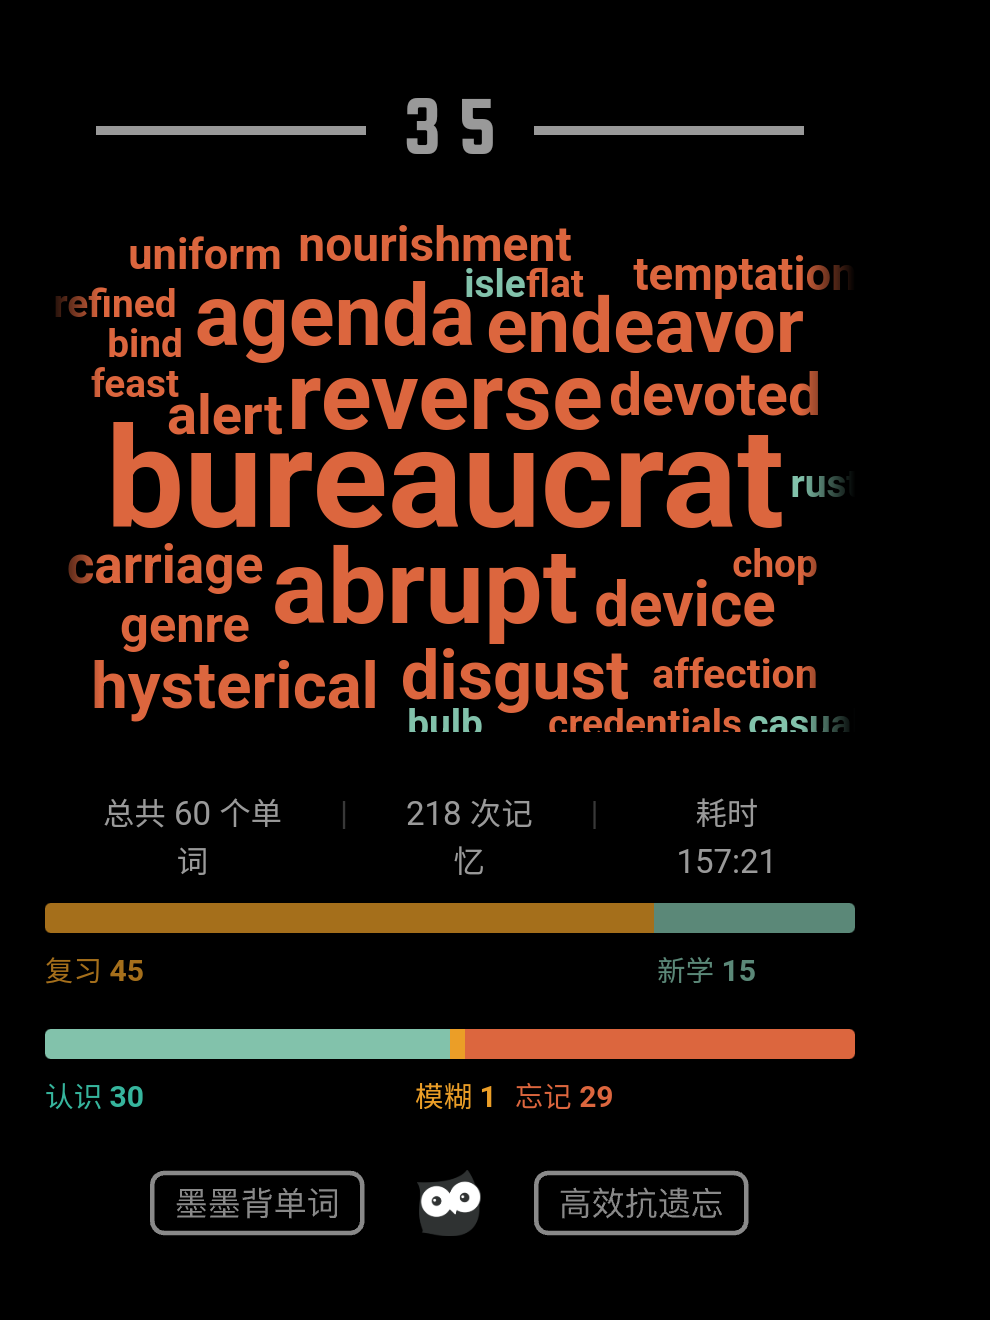 35
uniform nourishment
isle flat temptation
refined agenda endeavor
bind
feast reverse devoted
alert
bureaucrat
rust
carriage abrupt chop
device
genre
hysterical disgust affection
bulb credentials casua
总共 60 个单词 | 218 次记忆 | 耗时 157:21
复习 45 新学 15
认识 30 模糊 1 忘记 29
墨墨背单词 高效抗遗忘